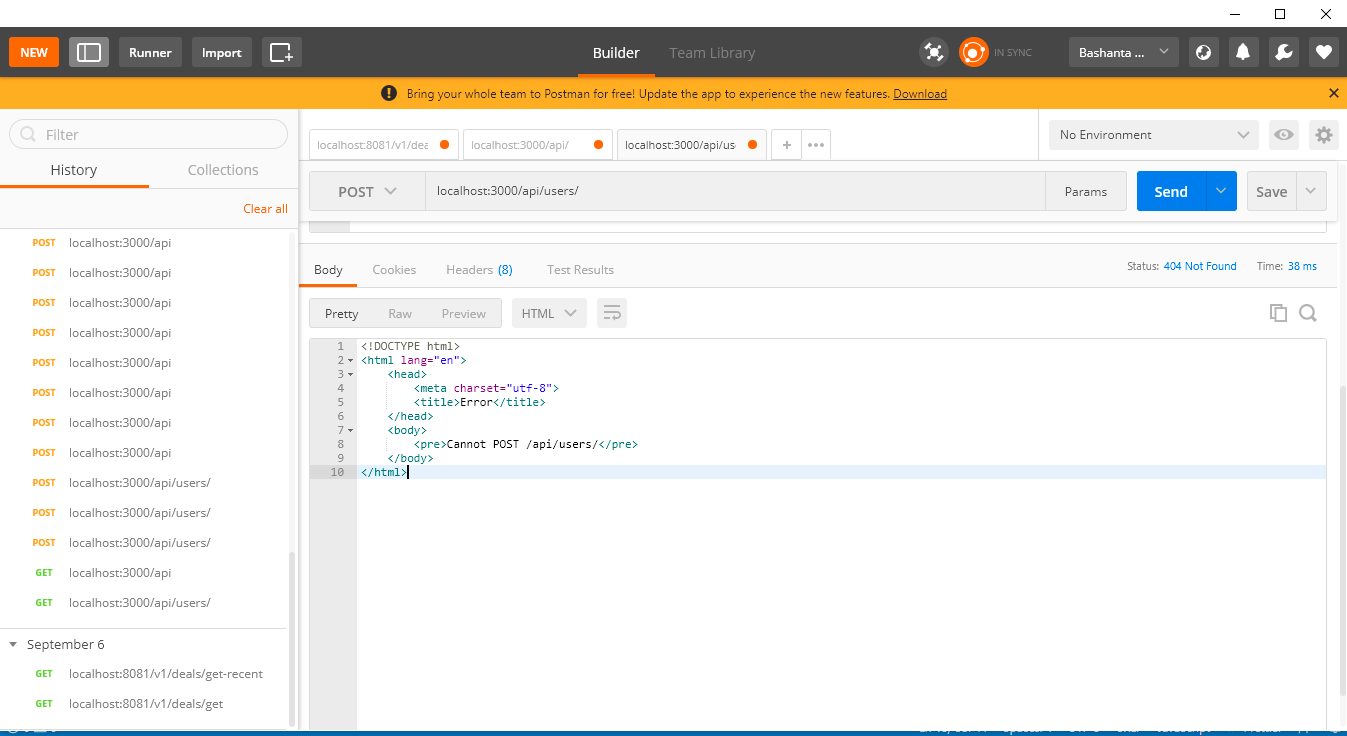 NEW Runner Import Builder Team Library IN SYNC Bashanta ...
! Bring your whole team to Postman for free! Update the app to experience the new features. Download
Filter
History Collections
Clear all
POST localhost:3000/api
POST localhost:3000/api
POST localhost:3000/api
POST localhost:3000/api
POST localhost:3000/api
POST localhost:3000/api
POST localhost:3000/api
POST localhost:3000/api
POST localhost:3000/api/users/
POST localhost:3000/api/users/
POST localhost:3000/api/users/
GET localhost:3000/api
GET localhost:3000/api/users/
September 6
GET localhost:8081/v1/deals/get-recent
GET localhost:8081/v1/deals/get
localhost:8081/v1/dea localhost:3000/api/ localhost:3000/api/us + ••• No Environment
POST localhost:3000/api/users/ Params Send Save
Body Cookies Headers (8) Test Results Status: 404 Not Found Time: 38 ms
Pretty Raw Preview HTML
1 <!DOCTYPE html>
2 <html lang="en">
3 <head>
4 <meta charset="utf-8">
5 <title>Error</title>
6 </head>
7 <body>
8 <pre>Cannot POST /api/users/</pre>
9 </body>
10 </html>